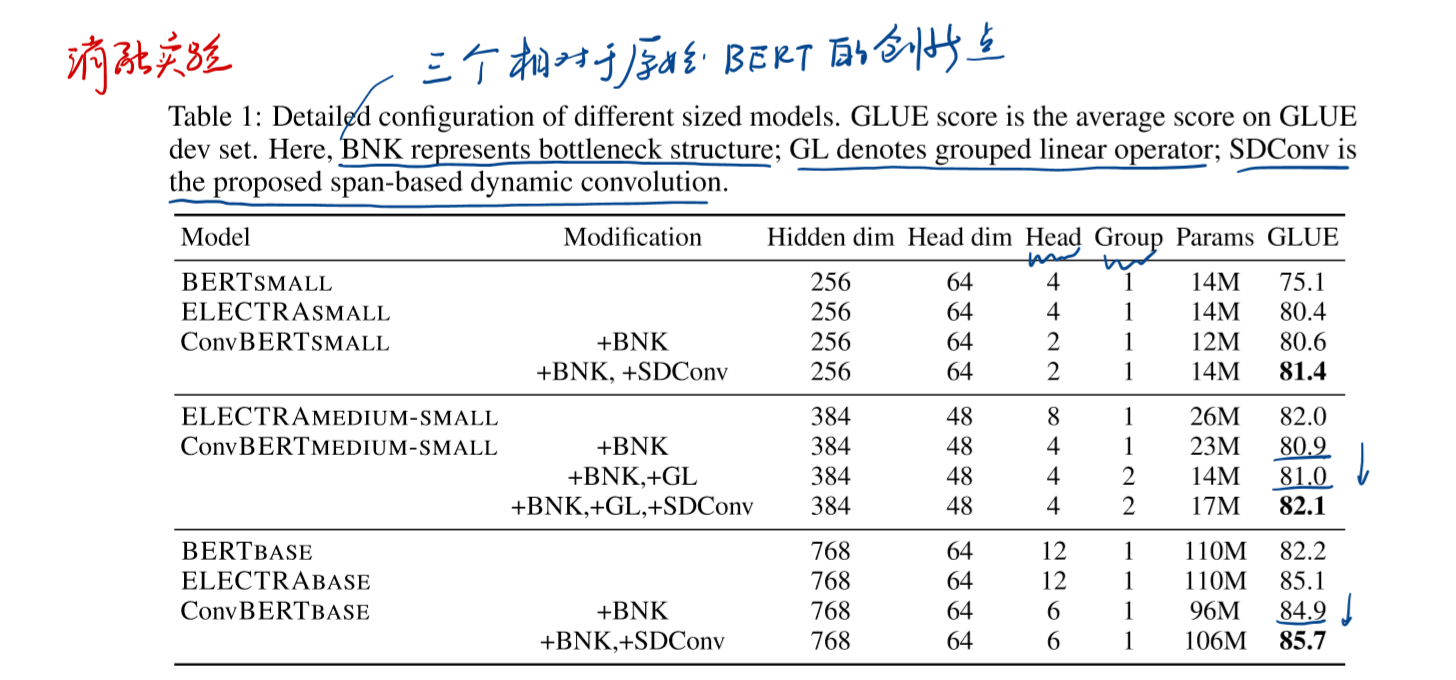 消融实验
三个相对于原始 BERT 的创新点
Table 1: Detailed configuration of different sized models. GLUE score is the average score on GLUE
dev set. Here, BNK represents bottleneck structure; GL denotes grouped linear operator; SDConv is
the proposed span-based dynamic convolution.
Model Modification Hidden dim Head dim Head Group Params GLUE
BERTSMALL 256 64 4 1 14M 75.1
ELECTRASMALL 256 64 4 1 14M 80.4
ConvBERTSMALL +BNK 256 64 2 1 12M 80.6
+BNK, +SDConv 256 64 2 1 14M 81.4
ELECTRAMEDIUM-SMALL 384 48 8 1 26M 82.0
ConvBERTMEDIUM-SMALL +BNK 384 48 4 1 23M 80.9
+BNK,+GL 384 48 4 2 14M 81.0
+BNK,+GL,+SDConv 384 48 4 2 17M 82.1
BERTBASE 768 64 12 1 110M 82.2
ELECTRABASE 768 64 12 1 110M 85.1
ConvBERTBASE +BNK 768 64 6 1 96M 84.9
+BNK,+SDConv 768 64 6 1 106M 85.7